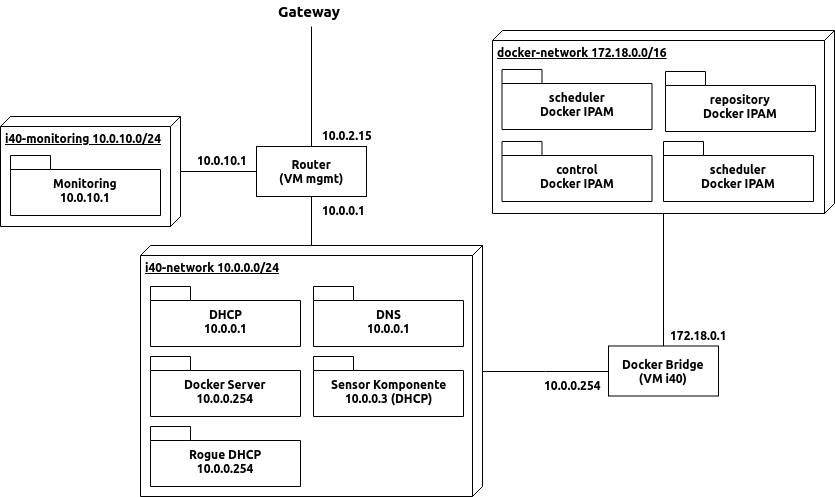 Gateway
docker-network 172.18.0.0/16
scheduler
Docker IPAM
repository
Docker IPAM
control
Docker IPAM
scheduler
Docker IPAM
i40-monitoring 10.0.10.0/24
Monitoring
10.0.10.1
10.0.10.1
10.0.2.15
Router
(VM mgmt)
10.0.0.1
i40-network 10.0.0.0/24
DHCP
10.0.0.1
DNS
10.0.0.1
Docker Server
10.0.0.254
Sensor Komponente
10.0.0.3 (DHCP)
Rogue DHCP
10.0.0.254
172.18.0.1
Docker Bridge
(VM i40)
10.0.0.254